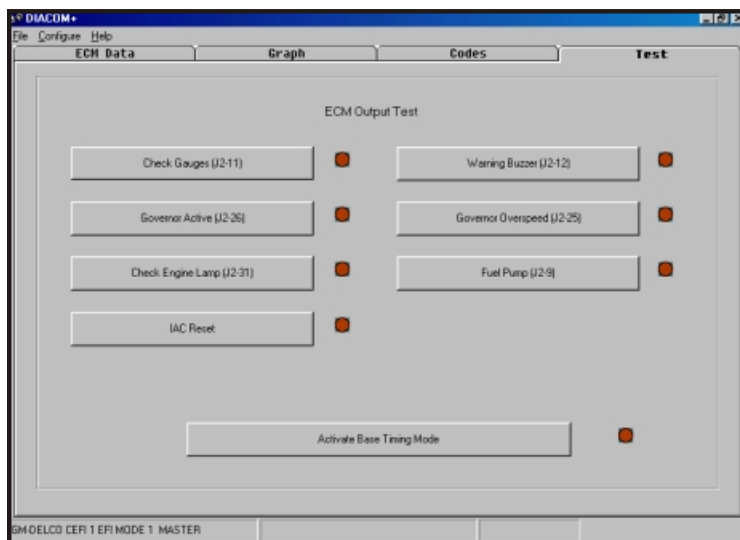 DIACOM+
File Configure Help
ECM Data Graph Codes Test
ECM Output Test
Check Gauges (J2-11) Warning Buzzer (J2-12)
Governor Active (J2-26) Governor Overspeed (J2-25)
Check Engine Lamp (J2-31) Fuel Pump (J2-9)
IAC Reset
Activate Base Timing Mode
GM-DELCO CEFI 1 EFI MODE 1 MASTER